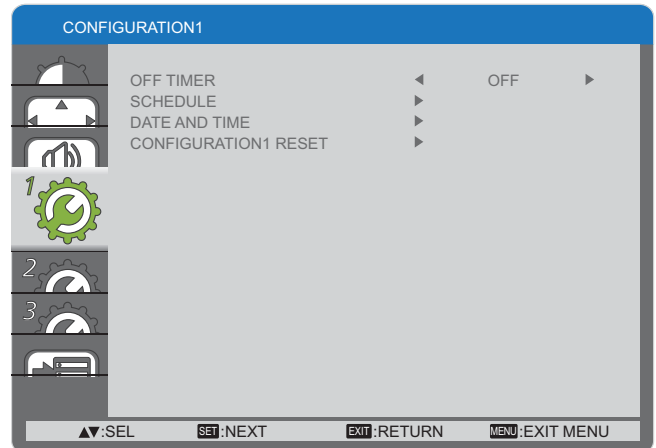 CONFIGURATION1
OFF TIMER ◀ OFF ▶
SCHEDULE ▶
DATE AND TIME ▶
CONFIGURATION1 RESET ▶
1
2
3
▲▼:SEL SET:NEXT EXIT:RETURN MENU:EXIT MENU